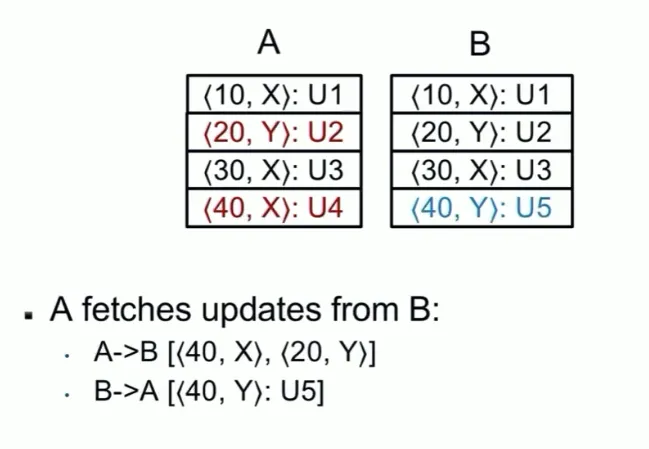 A B
⟨10, X⟩: U1 ⟨10, X⟩: U1
⟨20, Y⟩: U2 ⟨20, Y⟩: U2
⟨30, X⟩: U3 ⟨30, X⟩: U3
⟨40, X⟩: U4 ⟨40, Y⟩: U5
▪ A fetches updates from B:
· A->B [⟨40, X⟩, ⟨20, Y⟩]
· B->A [⟨40, Y⟩: U5]